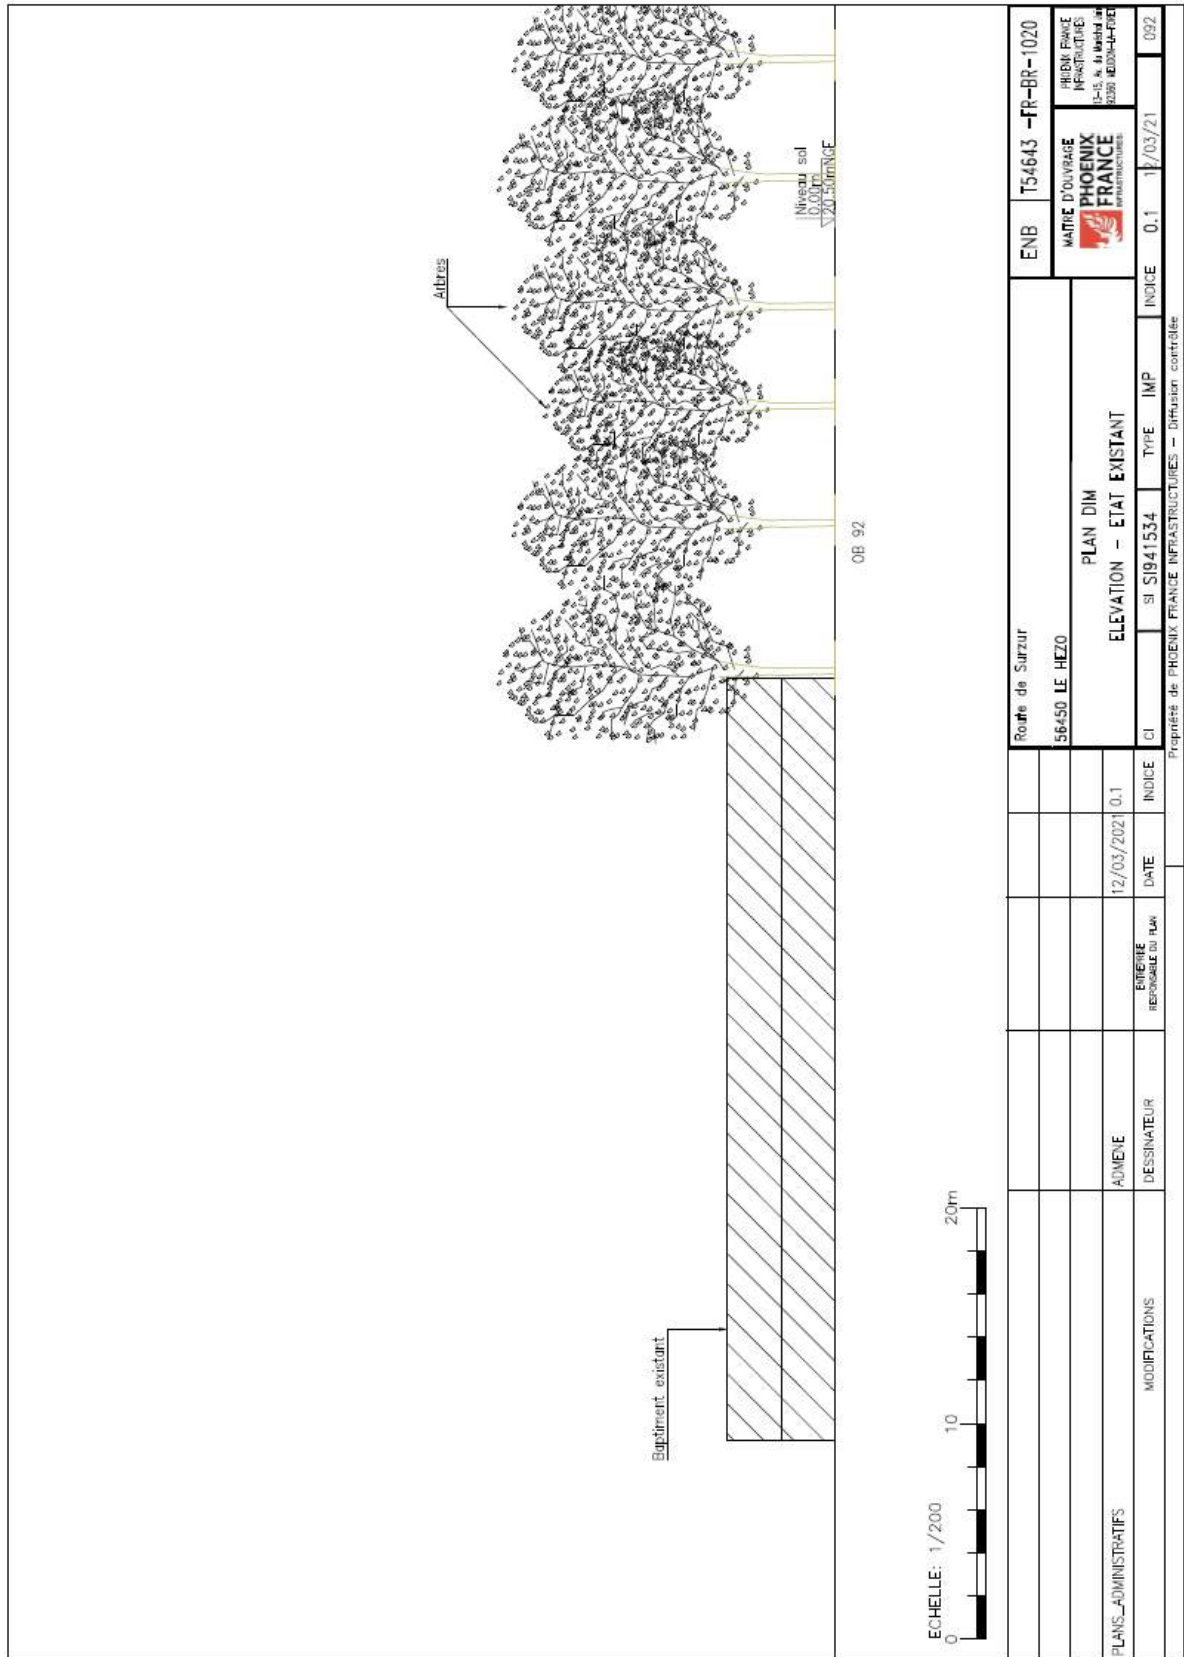 Arbres
Niveau sol
0.00m
20.50mNGF
Baptiment existant
OB 92
ECHELLE: 1/200
0
10
20m
PLANS_ADMINISTRATIFS
ADMENE
12/03/2021
0.1
MODIFICATIONS
DESSINATEUR
ENTREPRISE
RESPONSABLE DU PLAN
DATE
INDICE
Route de Surzur
56450 LE HEZO
ENB
T54643 -FR-BR-1020
MAITRE D'OUVRAGE
PHOENIX
FRANCE
INFRASTRUCTURES
PHOENIX FRANCE
INFRASTRUCTURES
PLAN DIM
ELEVATION - ETAT EXISTANT
CI
SI SI941534
TYPE
IMP
INDICE
0.1
12/03/21
092
Propriété de PHOENIX FRANCE INFRASTRUCTURES - Diffusion contrôlée